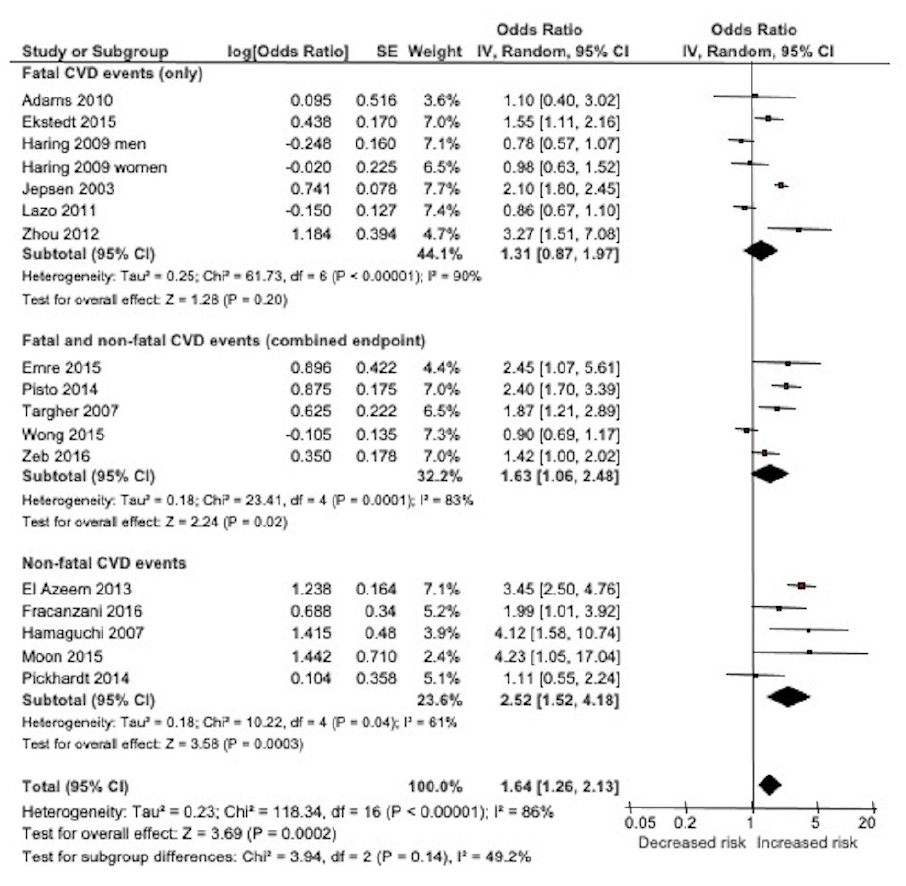 Odds Ratio Odds Ratio
Study or Subgroup log[Odds Ratio] SE Weight IV, Random, 95% CI IV, Random, 95% CI
Fatal CVD events (only)
Adams 2010 0.095 0.516 3.6% 1.10 [0.40, 3.02]
Ekstedt 2015 0.438 0.170 7.0% 1.55 [1.11, 2.16]
Haring 2009 men -0.248 0.160 7.1% 0.78 [0.57, 1.07]
Haring 2009 women -0.020 0.225 6.5% 0.98 [0.63, 1.52]
Jepsen 2003 0.741 0.078 7.7% 2.10 [1.80, 2.45]
Lazo 2011 -0.150 0.127 7.4% 0.86 [0.67, 1.10]
Zhou 2012 1.184 0.394 4.7% 3.27 [1.51, 7.08]
Subtotal (95% CI) 44.1% 1.31 [0.87, 1.97]
Heterogeneity: Tau² = 0.25; Chi² = 61.73, df = 6 (P < 0.00001); I² = 90%
Test for overall effect: Z = 1.28 (P = 0.20)
Fatal and non-fatal CVD events (combined endpoint)
Emre 2015 0.896 0.422 4.4% 2.45 [1.07, 5.61]
Pisto 2014 0.875 0.175 7.0% 2.40 [1.70, 3.39]
Targher 2007 0.625 0.222 6.5% 1.87 [1.21, 2.89]
Wong 2015 -0.105 0.135 7.3% 0.90 [0.69, 1.17]
Zeb 2016 0.350 0.178 7.0% 1.42 [1.00, 2.02]
Subtotal (95% CI) 32.2% 1.63 [1.06, 2.48]
Heterogeneity: Tau² = 0.18; Chi² = 23.41, df = 4 (P = 0.0001); I² = 83%
Test for overall effect: Z = 2.24 (P = 0.02)
Non-fatal CVD events
El Azeem 2013 1.238 0.164 7.1% 3.45 [2.50, 4.76]
Fracanzani 2016 0.688 0.34 5.2% 1.99 [1.01, 3.92]
Hamaguchi 2007 1.415 0.48 3.9% 4.12 [1.58, 10.74]
Moon 2015 1.442 0.710 2.4% 4.23 [1.05, 17.04]
Pickhardt 2014 0.104 0.358 5.1% 1.11 [0.55, 2.24]
Subtotal (95% CI) 23.6% 2.52 [1.52, 4.18]
Heterogeneity: Tau² = 0.18; Chi² = 10.22, df = 4 (P = 0.04); I² = 61%
Test for overall effect: Z = 3.58 (P = 0.0003)
Total (95% CI) 100.0% 1.64 [1.26, 2.13]
Heterogeneity: Tau² = 0.23; Chi² = 118.34, df = 16 (P < 0.00001); I² = 86%
Test for overall effect: Z = 3.69 (P = 0.0002)
Test for subgroup differences: Chi² = 3.94, df = 2 (P = 0.14), I² = 49.2%
0.05 0.2 1 5 20
Decreased risk Increased risk